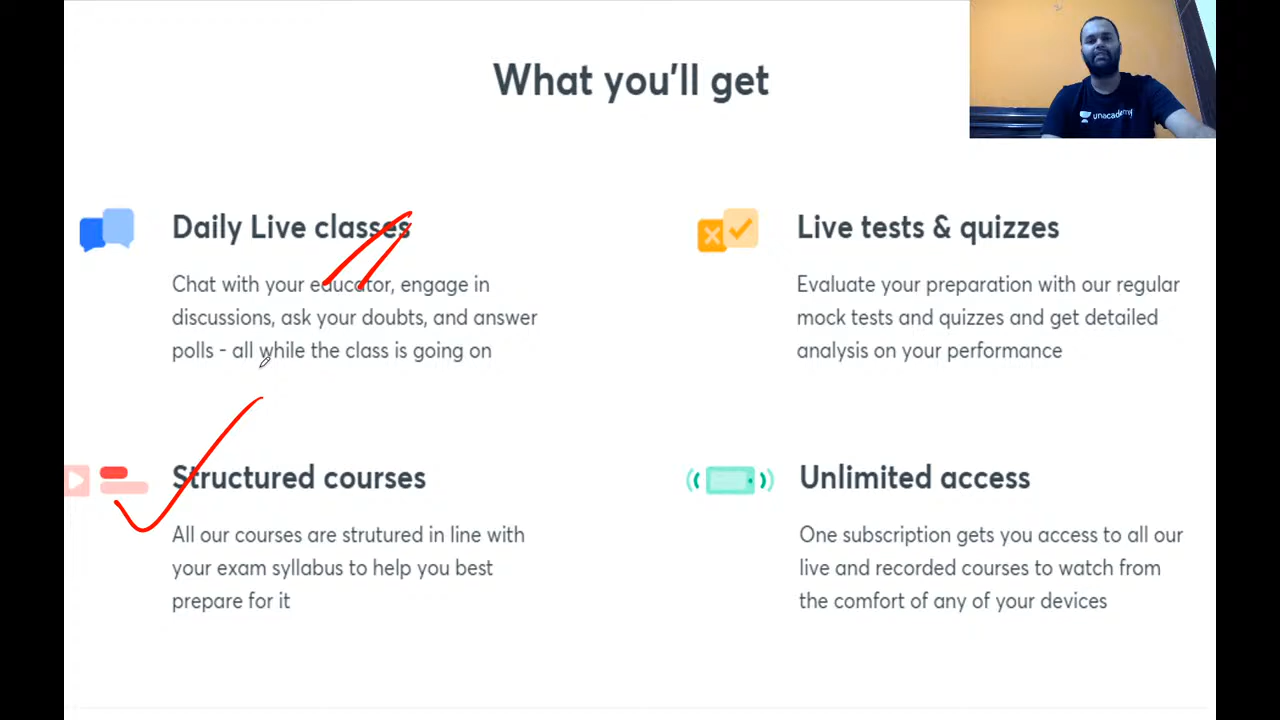 What you'll get
unacademy
Daily Live classes
Chat with your educator, engage in
discussions, ask your doubts, and answer
polls - all while the class is going on
Live tests & quizzes
Evaluate your preparation with our regular
mock tests and quizzes and get detailed
analysis on your performance
Structured courses
All our courses are strutured in line with
your exam syllabus to help you best
prepare for it
Unlimited access
One subscription gets you access to all our
live and recorded courses to watch from
the comfort of any of your devices